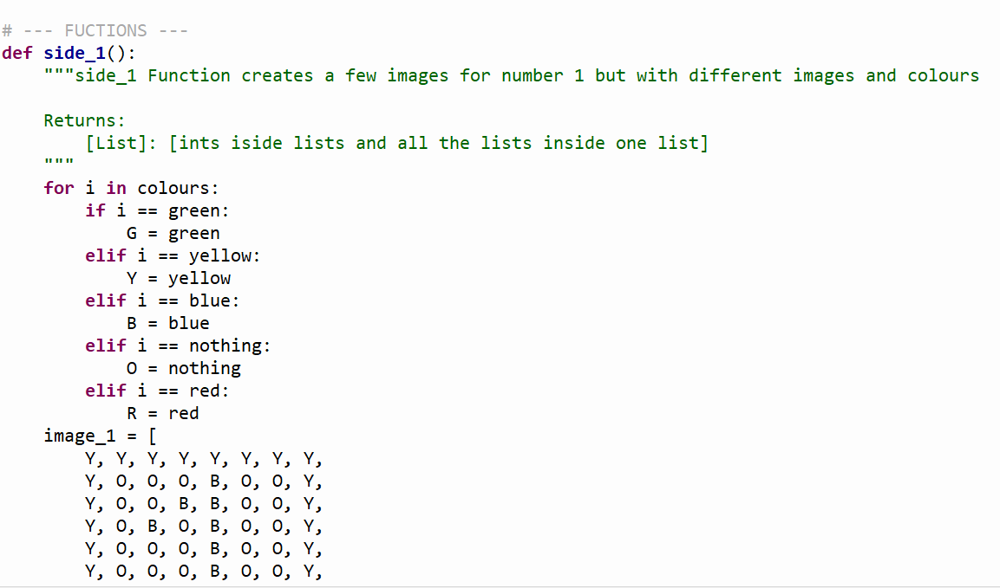 # --- FUCTIONS ---
def side_1():
    """side_1 Function creates a few images for number 1 but with different images and colours
    Returns:
        [List]: [ints iside lists and all the lists inside one list]
    """
    for i in colours:
        if i == green:
            G = green
        elif i == yellow:
            Y = yellow
        elif i == blue:
            B = blue
        elif i == nothing:
            O = nothing
        elif i == red:
            R = red
    image_1 = [
        Y, Y, Y, Y, Y, Y, Y, Y,
        Y, O, O, O, B, O, O, Y,
        Y, O, O, B, B, O, O, Y,
        Y, O, B, O, B, O, O, Y,
        Y, O, O, O, B, O, O, Y,
        Y, O, O, O, B, O, O, Y,